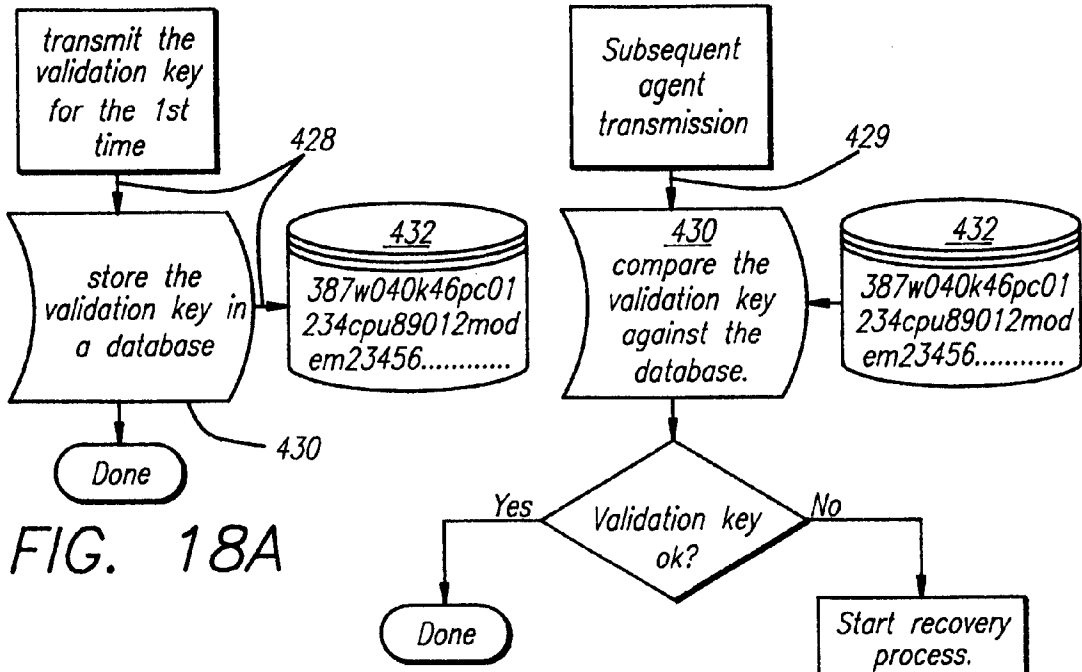 transmit the
validation key
for the 1st
time
428
store the
validation key in
a database
432
387w040k46pc01
234cpu89012mod
em23456............
430
Done
FIG. 18A
Subsequent
agent
transmission
429
430
compare the
validation key
against the
database.
432
387w040k46pc01
234cpu89012mod
em23456............
Yes
Validation key
ok?
No
Done
Start recovery
process.